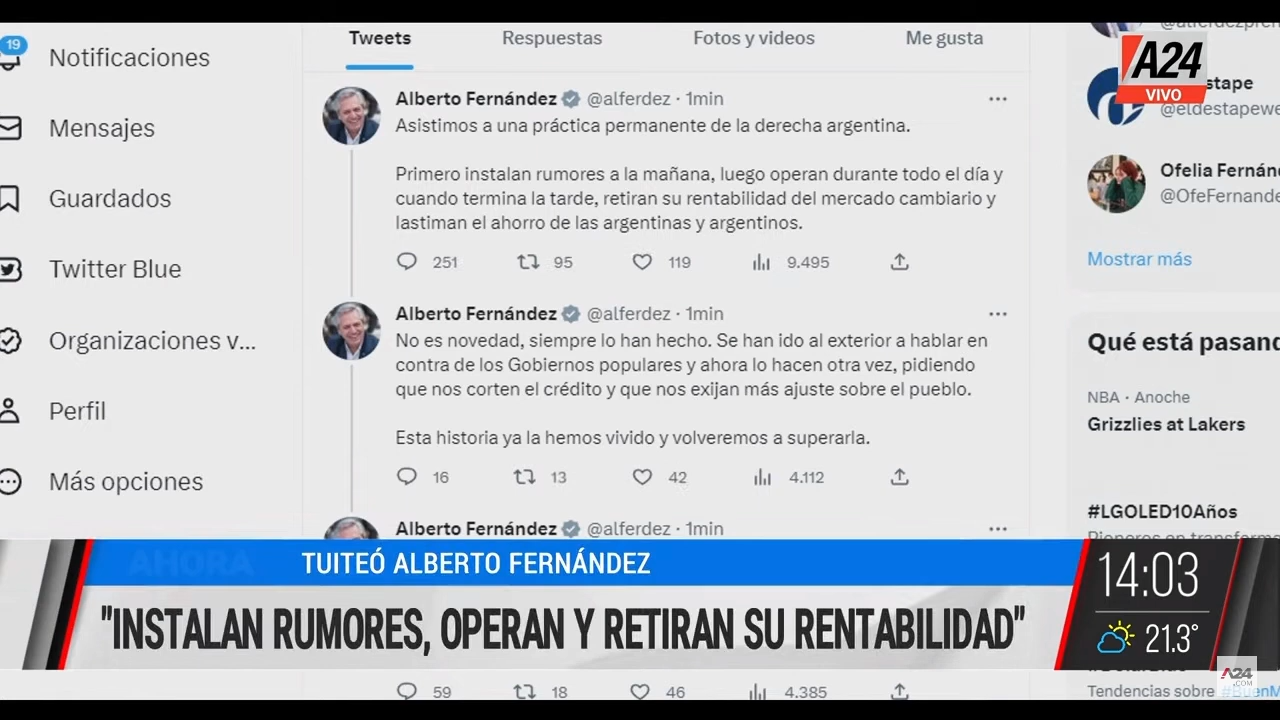 19
Notificaciones
Mensajes
Guardados
Twitter Blue
Organizaciones v...
Perfil
Más opciones
Tweets
Respuestas
Fotos y videos
Me gusta
Alberto Fernández @alferdez · 1min
Asistimos a una práctica permanente de la derecha argentina.
Primero instalan rumores a la mañana, luego operan durante todo el día y
cuando termina la tarde, retiran su rentabilidad del mercado cambiario y
lastiman el ahorro de las argentinas y argentinos.
251 95 119 9.495
Alberto Fernández @alferdez · 1min
No es novedad, siempre lo han hecho. Se han ido al exterior a hablar en
contra de los Gobiernos populares y ahora lo hacen otra vez, pidiendo
que nos corten el crédito y que nos exijan más ajuste sobre el pueblo.
Esta historia ya la hemos vivido y volveremos a superarla.
16 13 42 4.112
Alberto Fernández @alferdez · 1min
59 18 46 4.385
A24
VIVO
stape
@eldestapewe
Ofelia Fernán
@OfeFernande
Mostrar más
Qué está pasand
NBA · Anoche
Grizzlies at Lakers
#LGOLED10Años
AHORA
TUITEÓ ALBERTO FERNÁNDEZ
"INSTALAN RUMORES, OPERAN Y RETIRAN SU RENTABILIDAD"
14:03
21.3°
Tendencias sobre #BuenM
A24
.COM